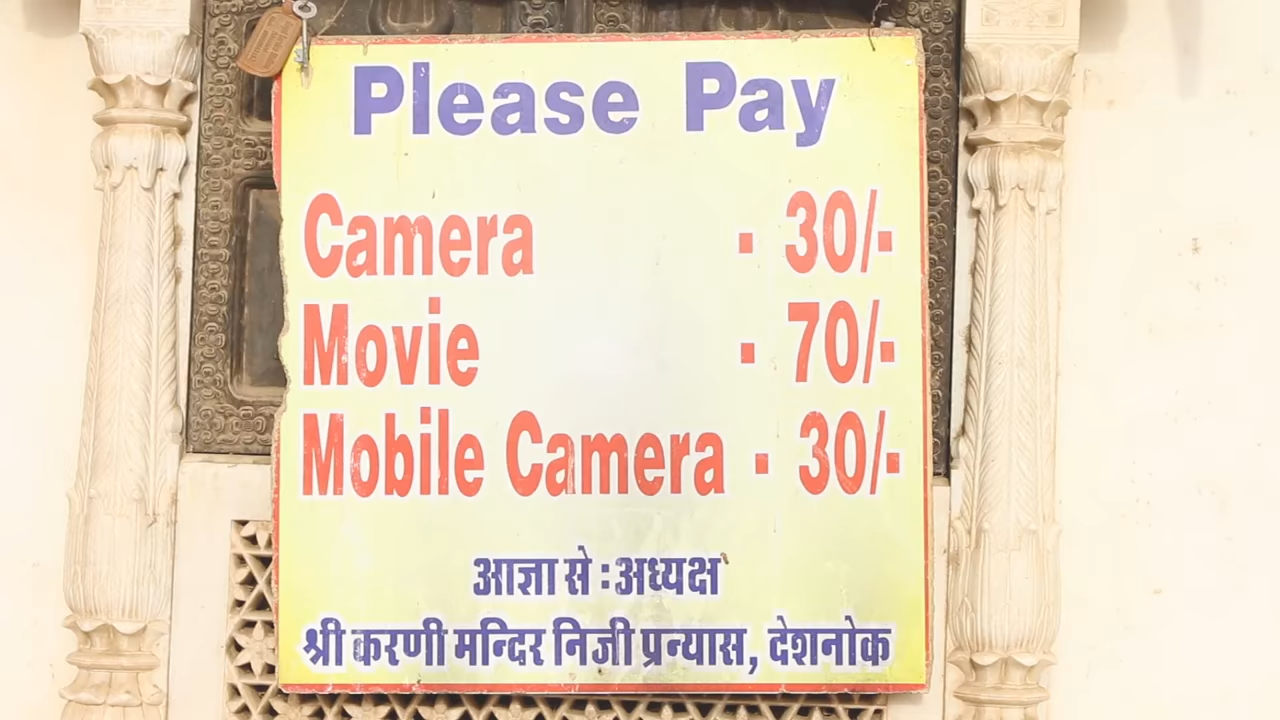 Please Pay
Camera - 30/-
Movie - 70/-
Mobile Camera - 30/-
आज्ञा से : अध्यक्ष
श्री करणी मन्दिर निजी प्रन्यास, देशनोक